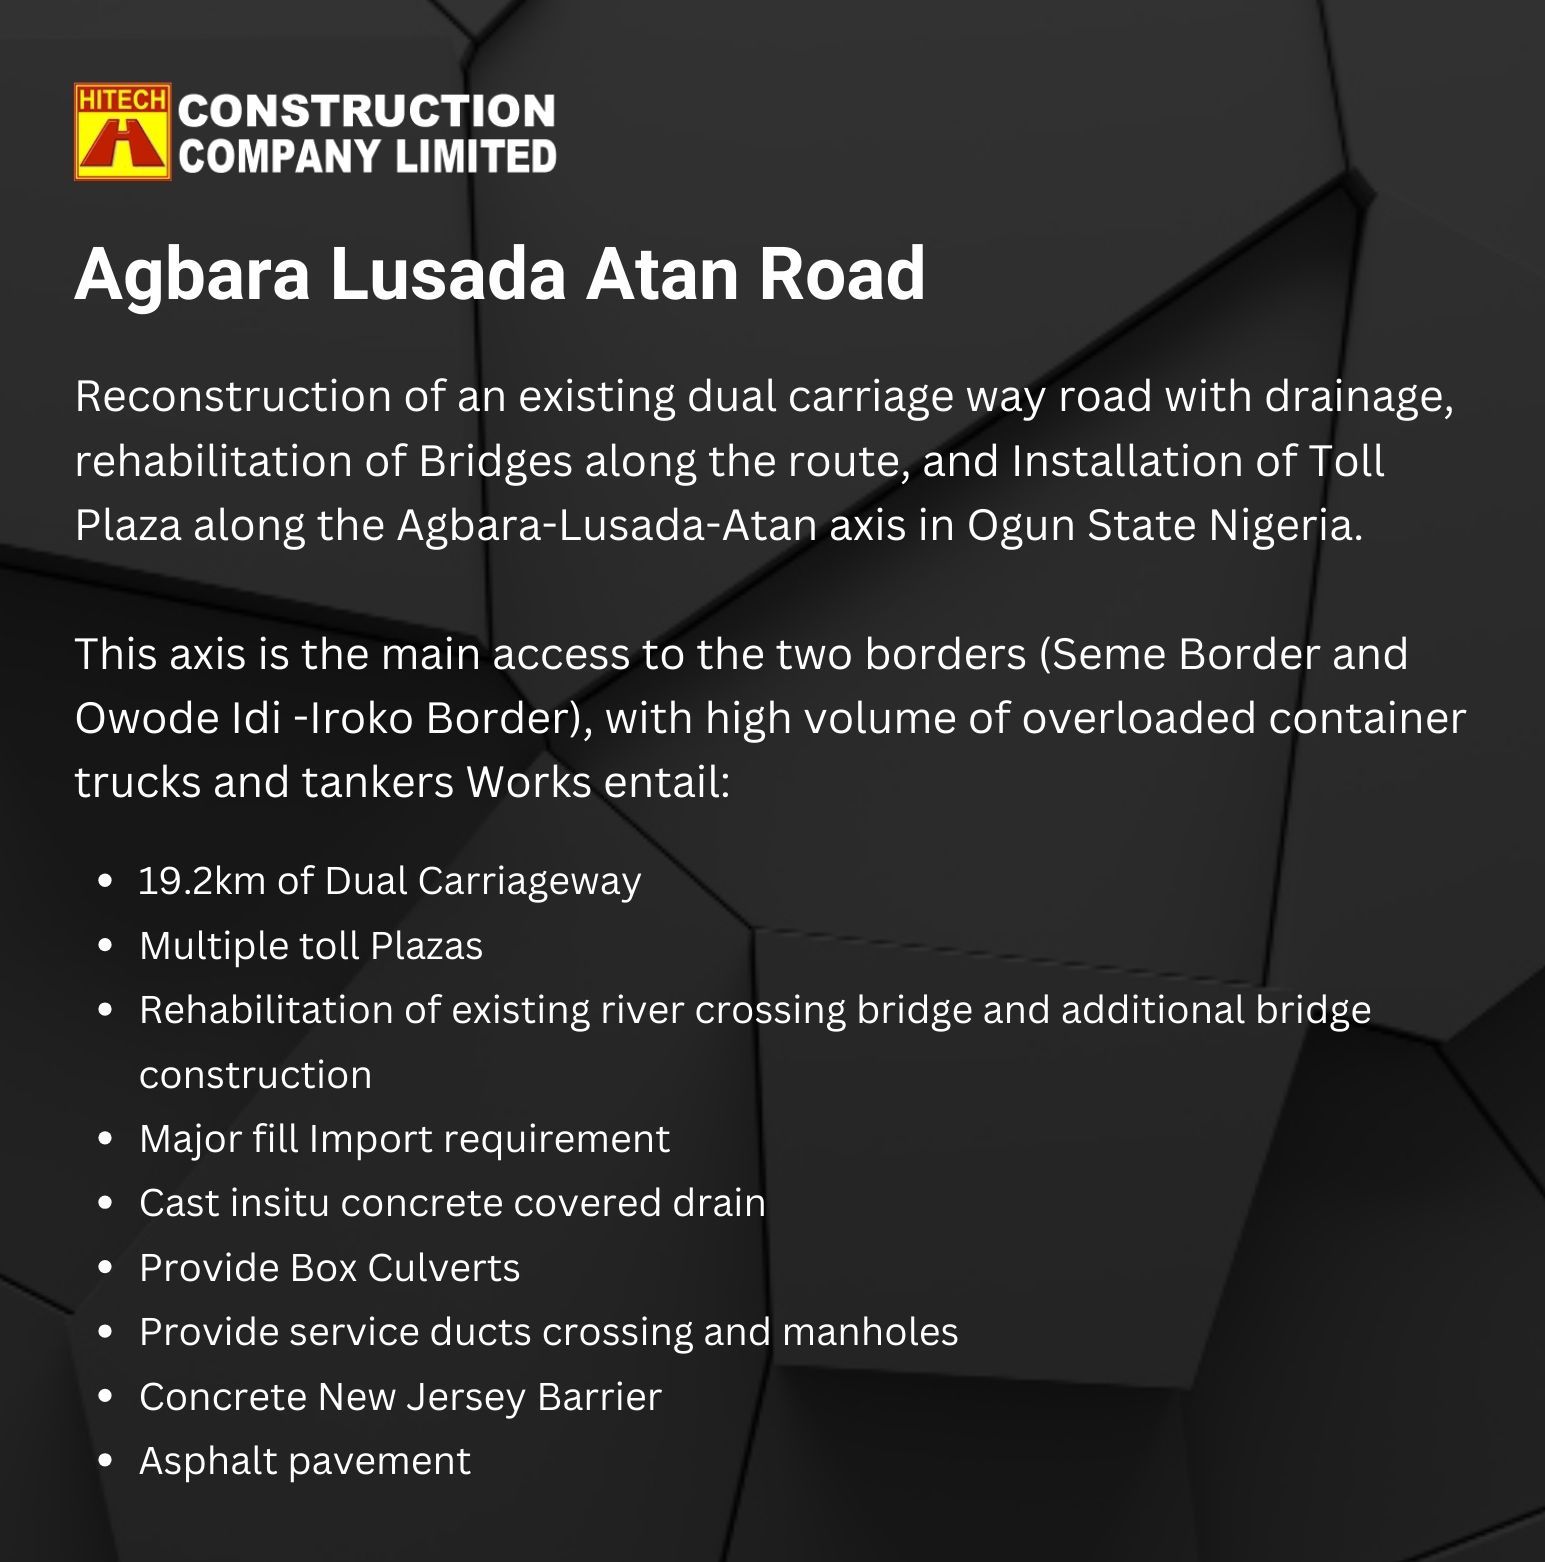 HITECH
CONSTRUCTION
COMPANY LIMITED
Agbara Lusada Atan Road
Reconstruction of an existing dual carriage way road with drainage,
rehabilitation of Bridges along the route, and Installation of Toll
Plaza along the Agbara-Lusada-Atan axis in Ogun State Nigeria.
This axis is the main access to the two borders (Seme Border and
Owode Idi -Iroko Border), with high volume of overloaded container
trucks and tankers Works entail:
• 19.2km of Dual Carriageway
• Multiple toll Plazas
• Rehabilitation of existing river crossing bridge and additional bridge
construction
• Major fill Import requirement
• Cast insitu concrete covered drain
• Provide Box Culverts
• Provide service ducts crossing and manholes
• Concrete New Jersey Barrier
• Asphalt pavement